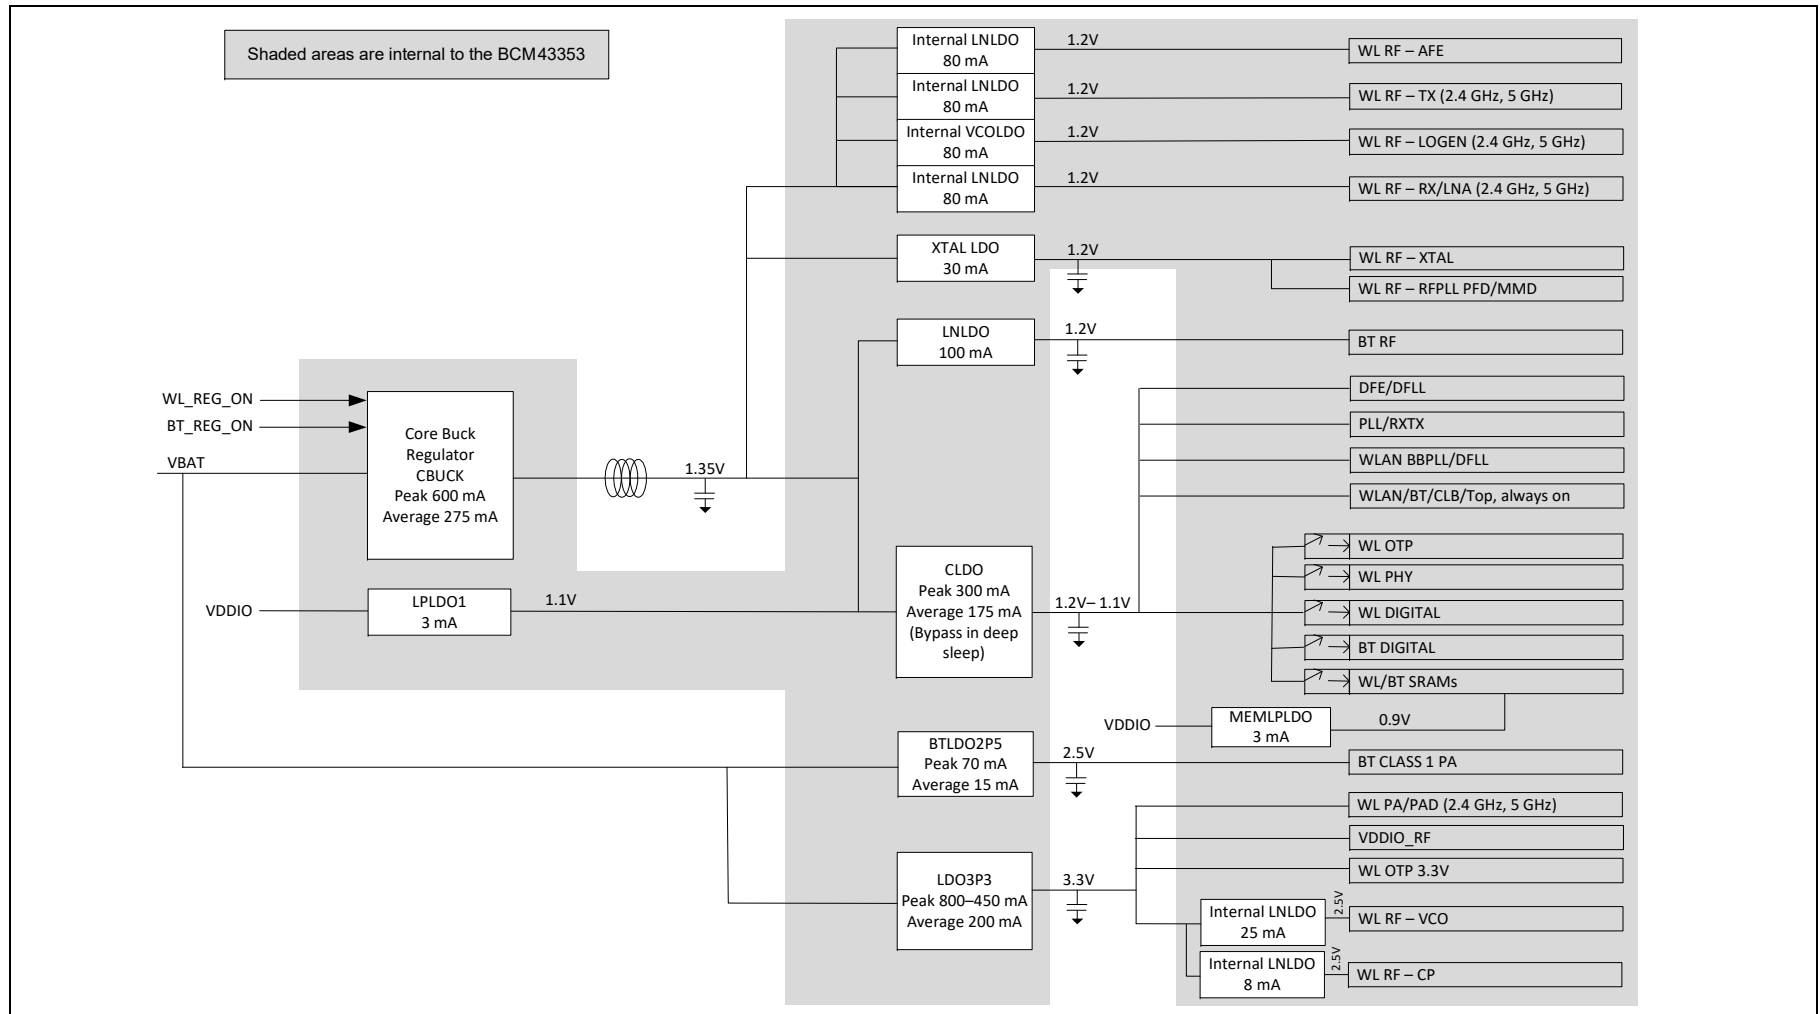 Shaded areas are internal to the BCM43353
Internal LNLDO
80 mA
1.2V
WL RF – AFE
Internal LNLDO
80 mA
1.2V
WL RF – TX (2.4 GHz, 5 GHz)
Internal VCOLDO
80 mA
1.2V
WL RF – LOGEN (2.4 GHz, 5 GHz)
Internal LNLDO
80 mA
1.2V
WL RF – RX/LNA (2.4 GHz, 5 GHz)
XTAL LDO
30 mA
1.2V
WL RF – XTAL
WL RF – RFPLL PFD/MMD
LNLDO
100 mA
1.2V
BT RF
WL_REG_ON
BT_REG_ON
VBAT
Core Buck
Regulator
CBUCK
Peak 600 mA
Average 275 mA
1.35V
DFE/DFLL
PLL/RXTX
WLAN BBPLL/DFLL
WLAN/BT/CLB/Top, always on
VDDIO
LPLDO1
3 mA
1.1V
CLDO
Peak 300 mA
Average 175 mA
(Bypass in deep
sleep)
1.2V– 1.1V
WL OTP
WL PHY
WL DIGITAL
BT DIGITAL
WL/BT SRAMs
VDDIO
MEMLPLDO
3 mA
0.9V
BTLDO2P5
Peak 70 mA
Average 15 mA
2.5V
BT CLASS 1 PA
LDO3P3
Peak 800–450 mA
Average 200 mA
3.3V
WL PA/PAD (2.4 GHz, 5 GHz)
VDDIO_RF
WL OTP 3.3V
Internal LNLDO
25 mA
2.5V
WL RF – VCO
Internal LNLDO
8 mA
2.5V
WL RF – CP